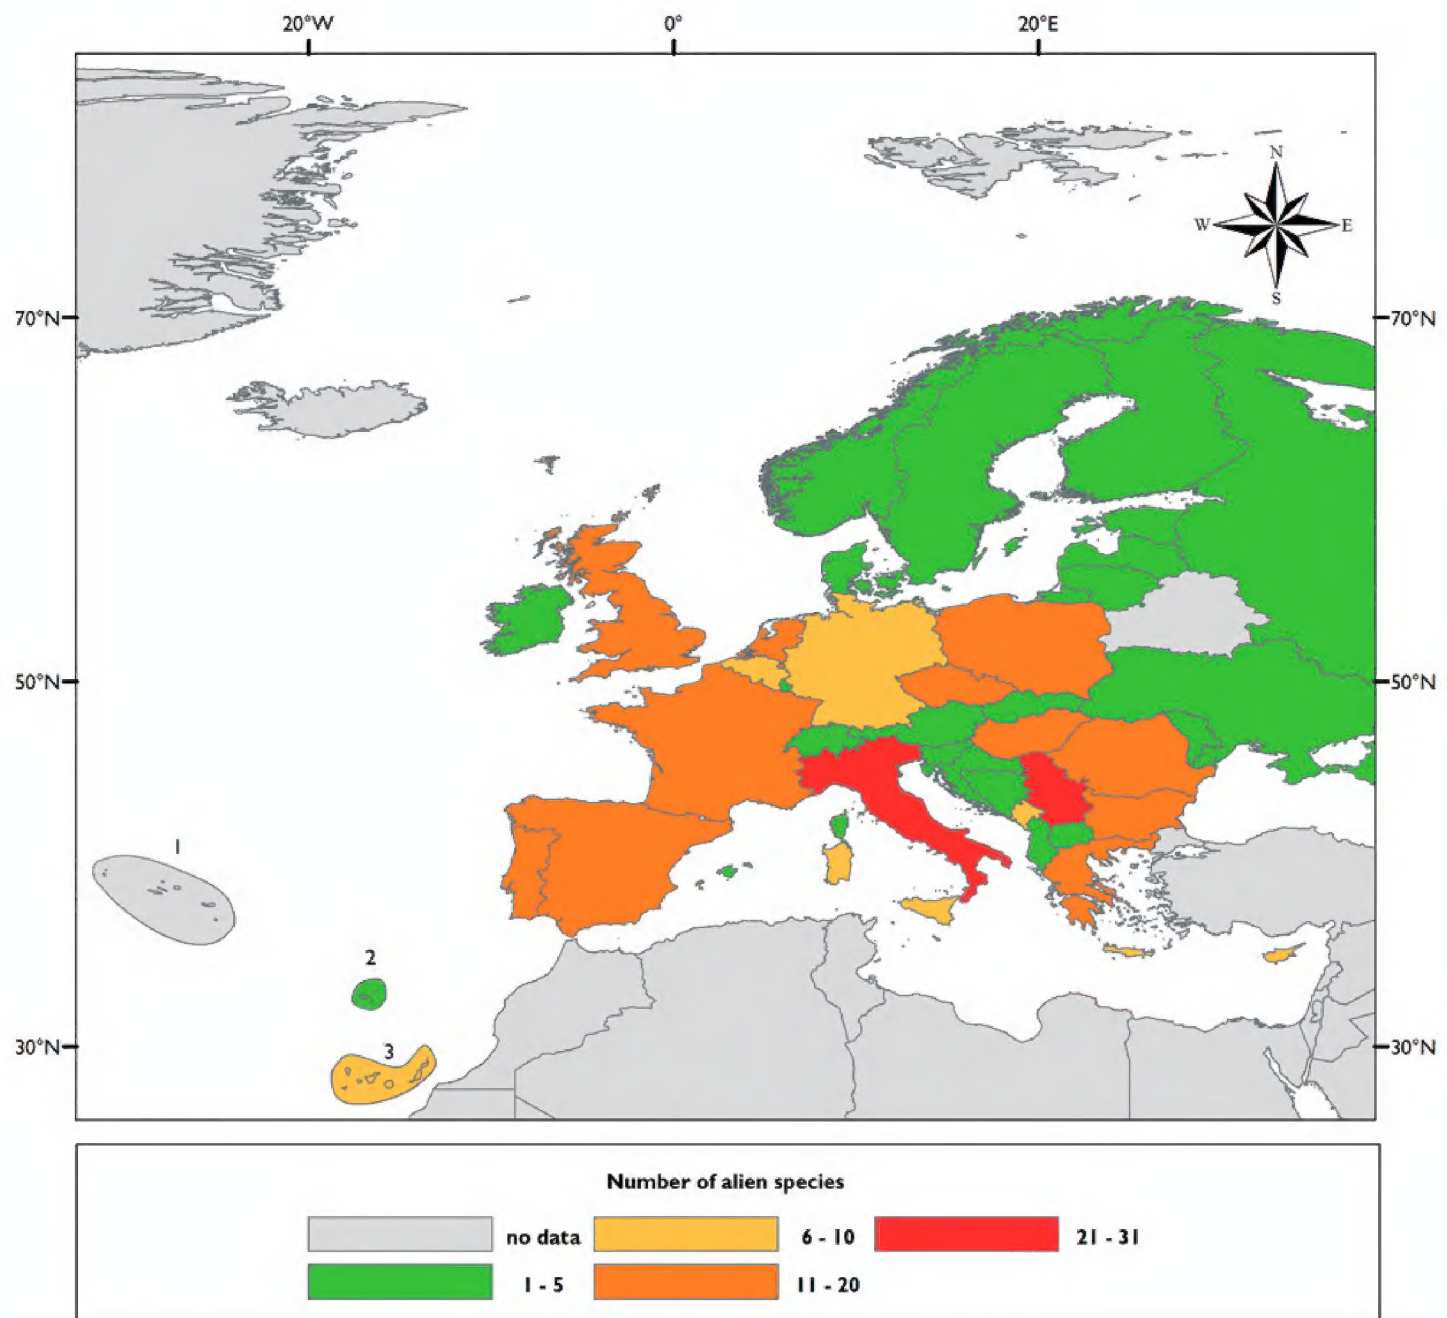 20°W 0° 20°E
N
W E
S
70°N 70°N
50°N 50°N
1
2
3
30°N 30°N
Number of alien species
no data 6 - 10 21 - 31
1 - 5 11 - 20